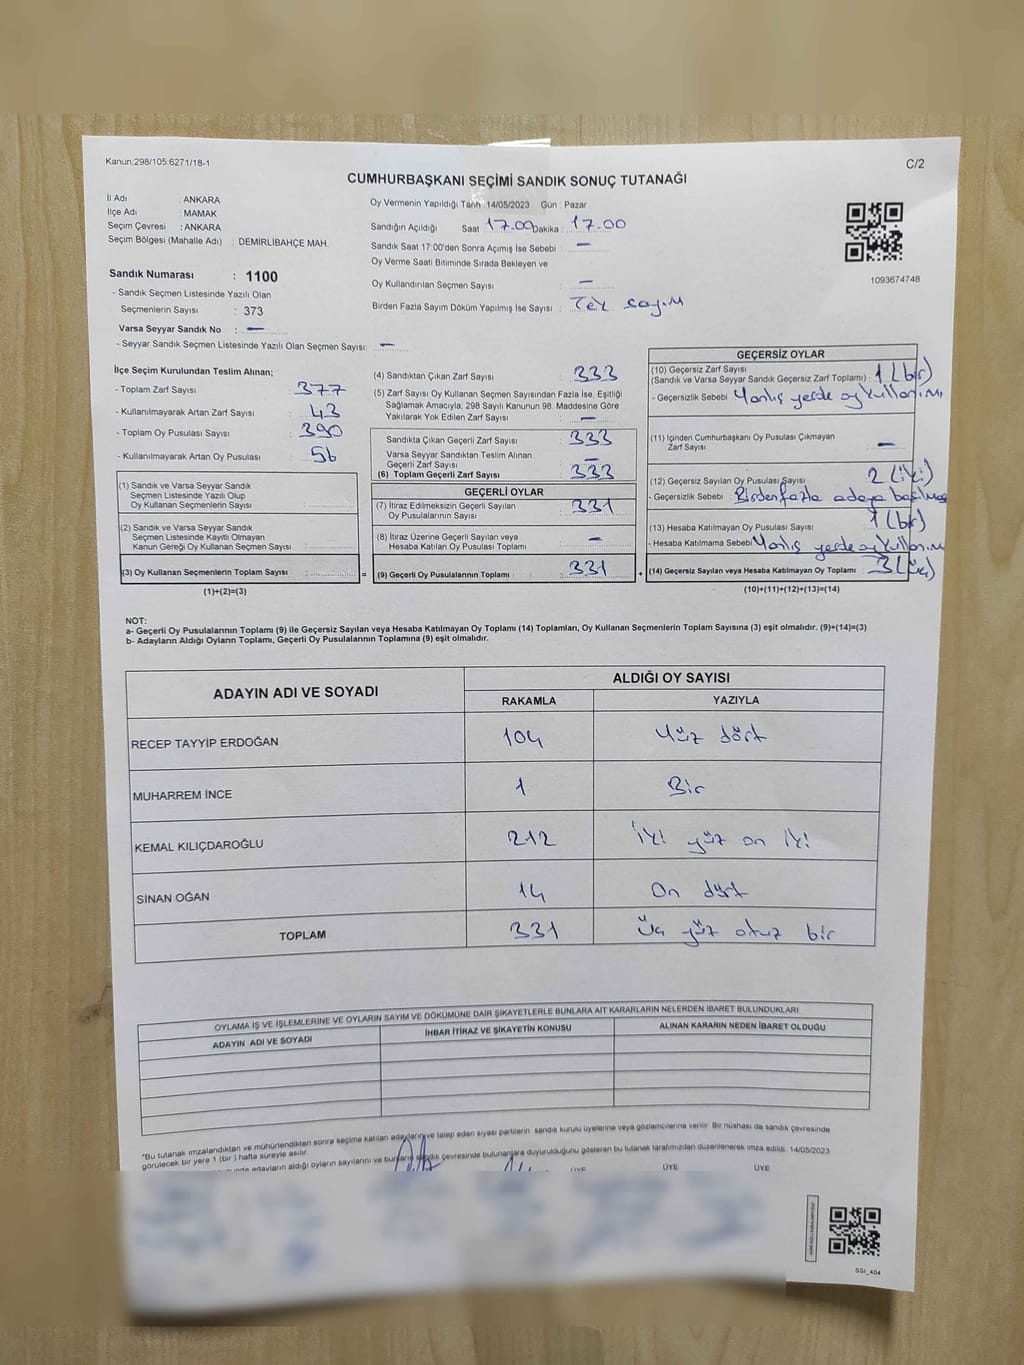 Kanun;298/105;6271/18-1
C/2
CUMHURBAŞKANI SEÇİMİ SANDIK SONUÇ TUTANAĞI
İl Adı : ANKARA
İlçe Adı : MAMAK
Seçim Çevresi : ANKARA
Seçim Bölgesi (Mahalle Adı) : DEMİRLİBAHÇE MAH.
Sandık Numarası : 1100
- Sandık Seçmen Listesinde Yazılı Olan
Seçmenlerin Sayısı : 373
Varsa Seyyar Sandık No : —
- Seyyar Sandık Seçmen Listesinde Yazılı Olan Seçmen Sayısı: —
Oy Vermenin Yapıldığı Tarih : 14/05/2023 Gün : Pazar
Sandığın Açıldığı Saat 17.00 Dakika : 17.00
Sandık Saat 17:00'den Sonra Açımış İse Sebebi : —
Oy Verme Saati Bitiminde Sırada Bekleyen ve
Oy Kullandırılan Seçmen Sayısı : —
Birden Fazla Sayım Döküm Yapılmış İse Sayısı : Tek sayım
1093674748
İlçe Seçim Kurulundan Teslim Alınan;
- Toplam Zarf Sayısı : 377
- Kullanılmayarak Artan Zarf Sayısı : 43
- Toplam Oy Pusulası Sayısı : 390
- Kullanılmayarak Artan Oy Pusulası : 56
(1) Sandık ve Varsa Seyyar Sandık
Seçmen Listesinde Yazılı Olup
Oy Kullanan Seçmenlerin Sayısı :
(2) Sandık ve Varsa Seyyar Sandık
Seçmen Listesinde Kayıtlı Olmayan
Kanun Gereği Oy Kullanan Seçmen Sayısı :
(3) Oy Kullanan Seçmenlerin Toplam Sayısı :
(1)+(2)=(3)
(4) Sandıktan Çıkan Zarf Sayısı : 333
(5) Zarf Sayısı Oy Kullanan Seçmen Sayısından Fazla İse, Eşitliği
Sağlamak Amacıyla; 298 Sayılı Kanunun 98. Maddesine Göre
Yakılarak Yok Edilen Zarf Sayısı : —
Sandıkta Çıkan Geçerli Zarf Sayısı : 333
Varsa Seyyar Sandıktan Teslim Alınan
Geçerli Zarf Sayısı : —
(6) Toplam Geçerli Zarf Sayısı : 333
GEÇERLİ OYLAR
(7) İtiraz Edilmeksizin Geçerli Sayılan
Oy Pusulalarının Sayısı : 331
(8) İtiraz Üzerine Geçerli Sayılan veya
Hesaba Katılan Oy Pusulası Toplamı : —
= (9) Geçerli Oy Pusulalarının Toplamı : 331 +
GEÇERSİZ OYLAR
(10) Geçersiz Zarf Sayısı
(Sandık ve Varsa Seyyar Sandık Geçersiz Zarf Toplamı) : 1 (bir)
- Geçersizlik Sebebi : Yanlış yerde oy kullanımı
(11) İçinden Cumhurbaşkanı Oy Pusulası Çıkmayan
Zarf Sayısı : —
(12) Geçersiz Sayılan Oy Pusulası Sayısı : 2 (iki)
- Geçersizlik Sebebi : Birden fazla adaya basılması
(13) Hesaba Katılmayan Oy Pusulası Sayısı : 1 (bir)
- Hesaba Katılmama Sebebi : Yanlış yerde oy kullanım
(14) Geçersiz Sayılan veya Hesaba Katılmayan Oy Toplamı : 3 (üç)
(10)+(11)+(12)+(13)=(14)
NOT:
a- Geçerli Oy Pusulalarının Toplamı (9) ile Geçersiz Sayılan veya Hesaba Katılmayan Oy Toplamı (14) Toplamları, Oy Kullanan Seçmenlerin Toplam Sayısına (3) eşit olmalıdır. (9)+(14)=(3)
b- Adayların Aldığı Oyların Toplamı, Geçerli Oy Pusulalarının Toplamına (9) eşit olmalıdır.
ADAYIN ADI VE SOYADI ALDIĞI OY SAYISI
RAKAMLA YAZIYLA
RECEP TAYYİP ERDOĞAN 104 Yüz dört
MUHARREM İNCE 1 Bir
KEMAL KILIÇDAROĞLU 212 İki yüz on iki
SİNAN OĞAN 14 On dört
TOPLAM 331 Üç yüz otuz bir
OYLAMA İŞ VE İŞLEMLERİNE VE OYLARIN SAYIM VE DÖKÜMÜNE DAİR ŞİKAYETLERLE BUNLARA AİT KARARLARIN NELERDEN İBARET BULUNDUKLARI
ADAYIN ADI VE SOYADI İHBAR İTİRAZ VE ŞİKAYETİN KONUSU ALINAN KARARIN NEDEN İBARET OLDUĞU
*Bu tutanak imzalandıktan ve mühürlendikten sonra seçime katılan adayların ve talep eden siyasi partilerin sandık kurulu üyelerine veya gözlemcilerine verilir. Bir nüshası da sandık çevresinde
görülecek bir yere 1 (bir) hafta süreyle asılır.
adayların aldığı oyların sayılarını ve bunların sandık çevresinde bulunanlara duyurulduğunu gösteren bu tutanak tarafımızdan düzenlenerek imza edildi. 14/05/2023
ÜYE ÜYE ÜYE
SSI_404